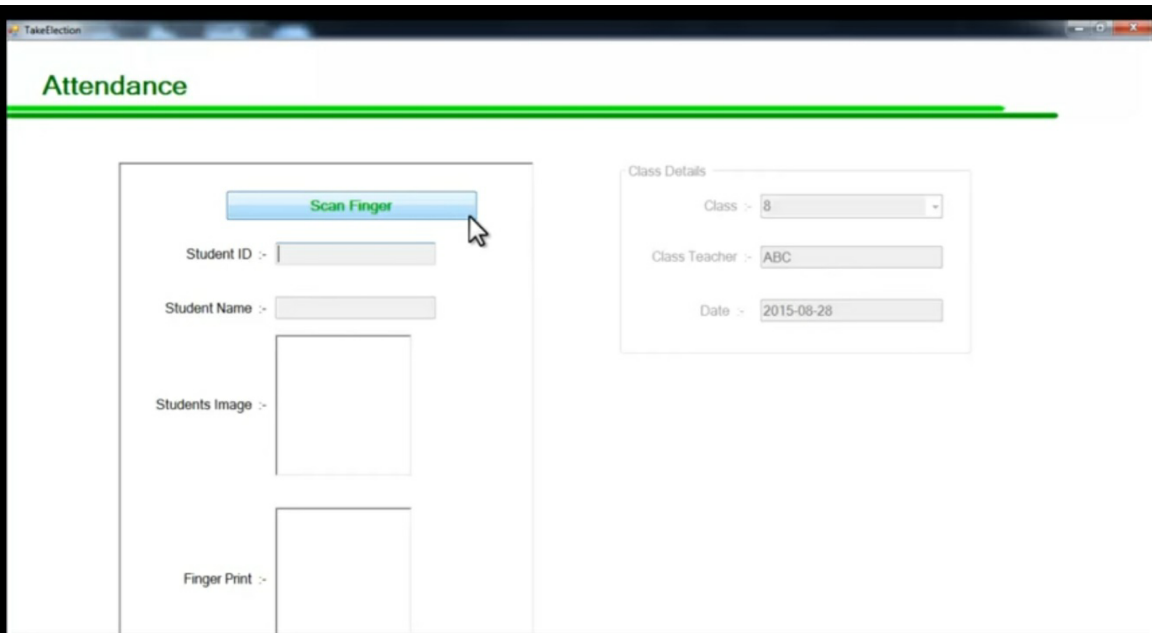 TakeElection
Attendance
Scan Finger
Student ID :-
Student Name :-
Students Image :-
Finger Print :-
Class Details
Class :- 8
Class Teacher :- ABC
Date :- 2015-08-28